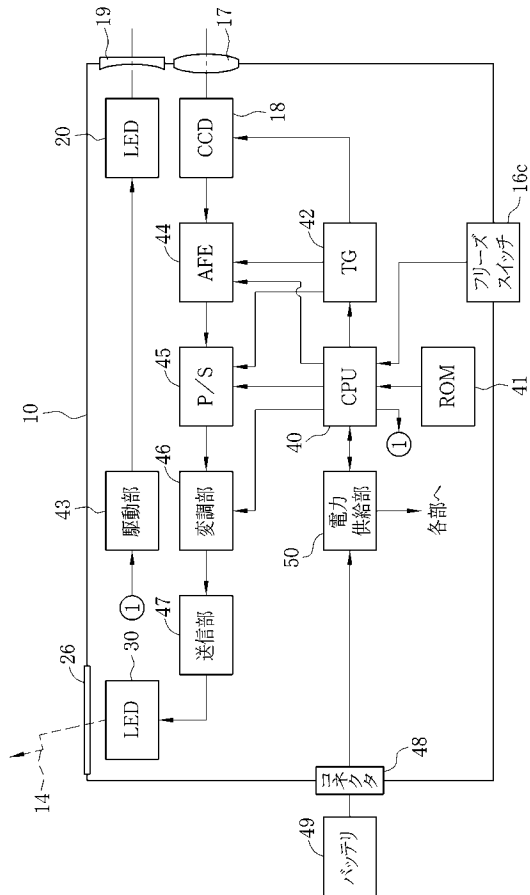 10
14
26
30
LED
①
43
駆動部
20
LED
19
47
送信部
46
変調部
45
P/S
44
AFE
CCD
18
17
49
バッテリ
コネクタ
48
50
電力
供給部
各部へ
40
CPU
①
42
TG
ROM
41
フリーズ
スイッチ
16c